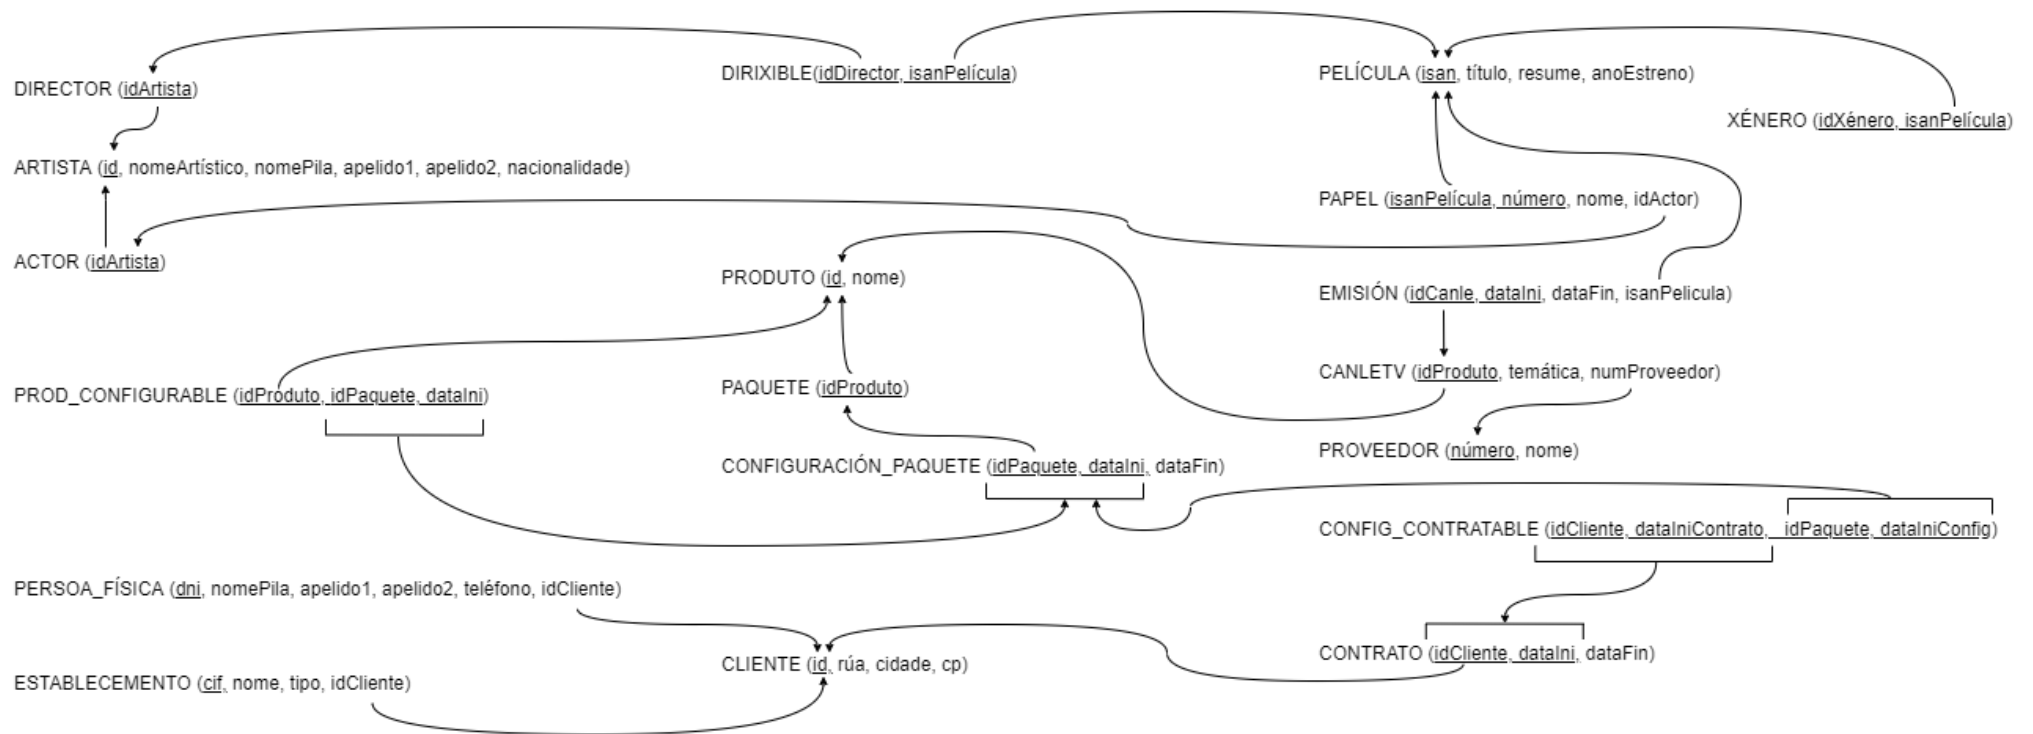 DIRECTOR (idArtista)
DIRIXIBLE(idDirector, isanPelícula)
PELÍCULA (isan, título, resume, anoEstreno)
XÉNERO (idXénero, isanPelícula)
ARTISTA (id, nomeArtístico, nomePila, apelido1, apelido2, nacionalidade)
PAPEL (isanPelícula, número, nome, idActor)
ACTOR (idArtista)
PRODUTO (id, nome)
EMISIÓN (idCanle, dataIni, dataFin, isanPelicula)
PROD_CONFIGURABLE (idProduto, idPaquete, dataIni)
PAQUETE (idProduto)
CANLETV (idProduto, temática, numProveedor)
CONFIGURACIÓN_PAQUETE (idPaquete, dataIni, dataFin)
PROVEEDOR (número, nome)
CONFIG_CONTRATABLE (idCliente, dataIniContrato, idPaquete, dataIniConfig)
PERSOA_FÍSICA (dni, nomePila, apelido1, apelido2, teléfono, idCliente)
CLIENTE (id, rúa, cidade, cp)
CONTRATO (idCliente, dataIni, dataFin)
ESTABLECEMENTO (cif, nome, tipo, idCliente)